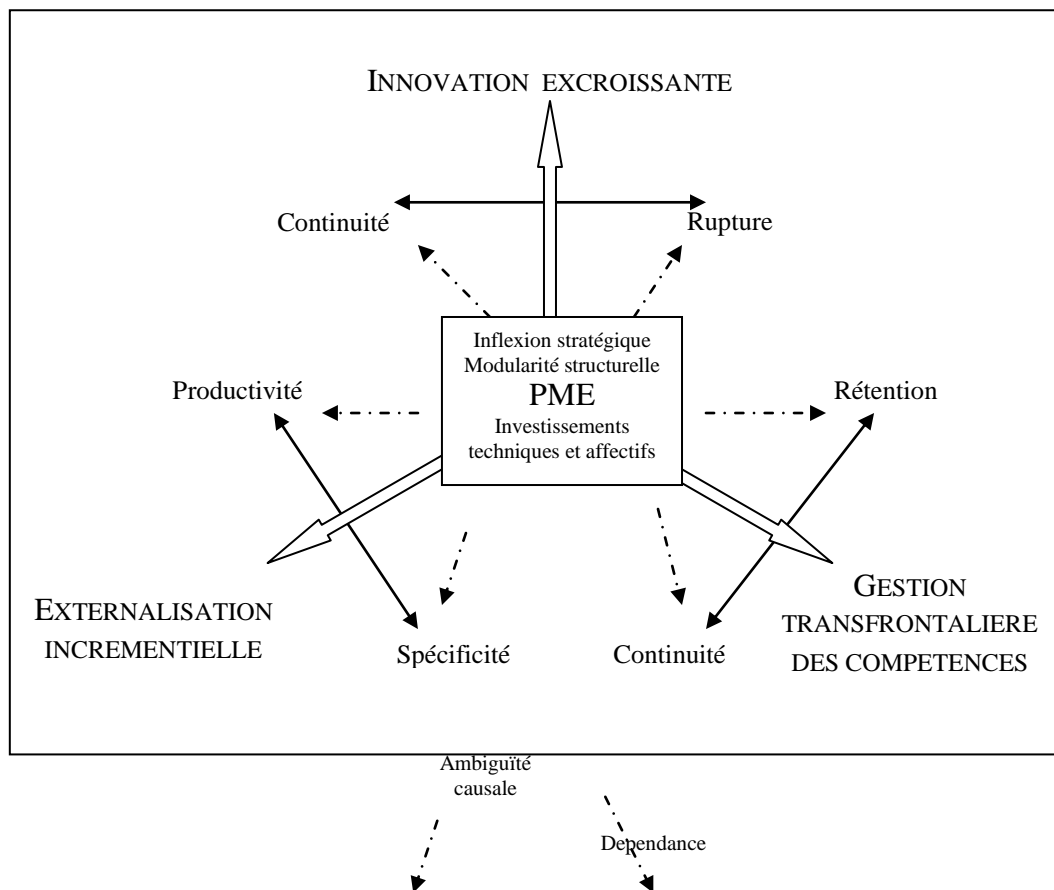 INNOVATION EXCROISSANTE
Continuité
Rupture
Inflexion stratégique
Modularité structurelle
PME
Investissements
techniques et affectifs
Productivité
Rétention
EXTERNALISATION
INCREMENTIELLE
GESTION
TRANSFRONTALIERE
DES COMPETENCES
Spécificité
Continuité
Ambiguïté
causale
Dependance